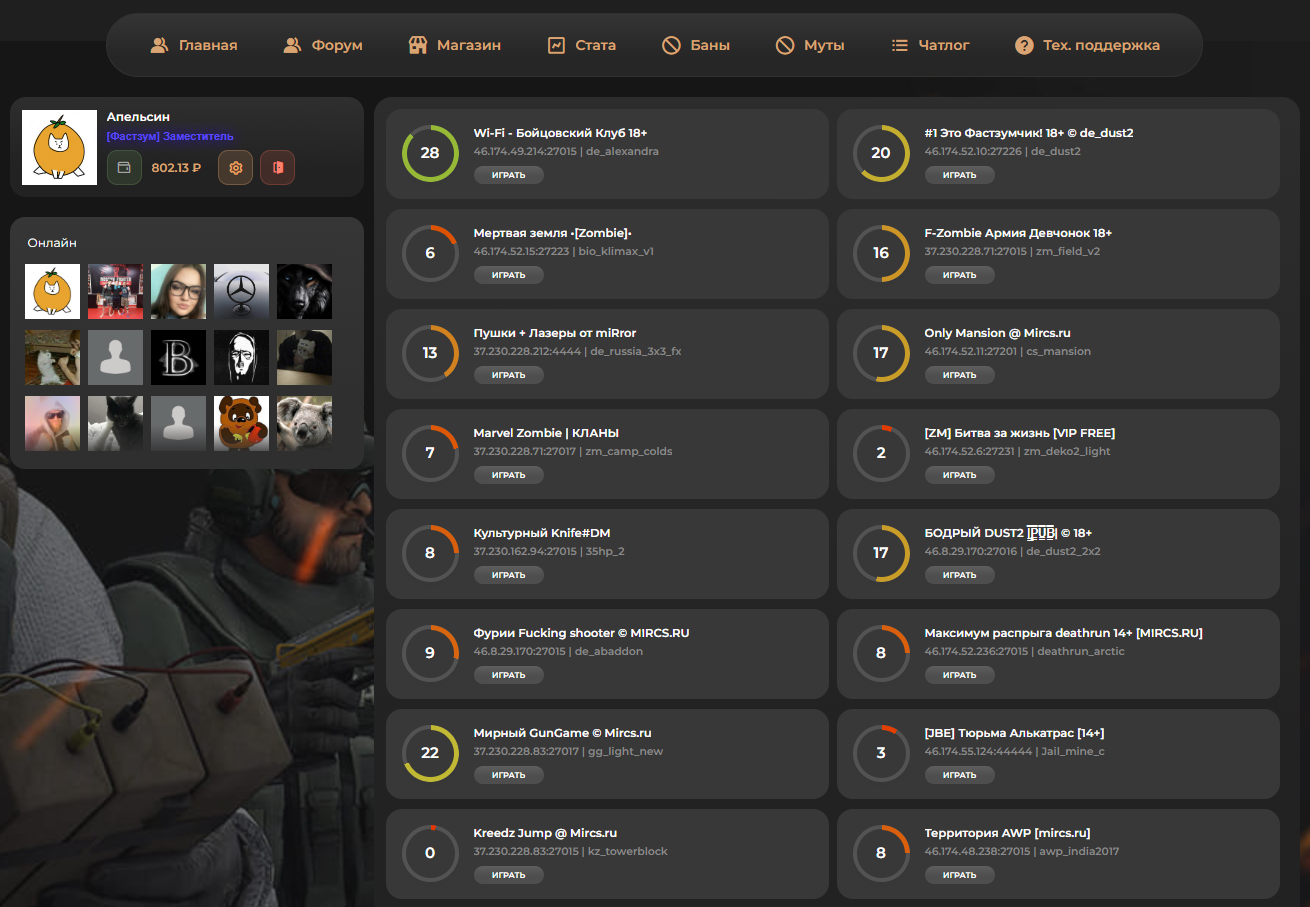 Главная
Форум
Магазин
Стата
Баны
Муты
Чатлог
Тех. поддержка
Апельсин
[Фастзум] Заместитель
802.13 ₽
Онлайн
B
28
Wi-Fi - Бойцовский Клуб 18+
46.174.49.214:27015 | de_alexandra
ИГРАТЬ
20
#1 Это Фастзумчик! 18+ © de_dust2
46.174.52.10:27226 | de_dust2
ИГРАТЬ
6
Мертвая земля •[Zombie]•
46.174.52.15:27223 | bio_klimax_v1
ИГРАТЬ
16
F-Zombie Армия Девчонок 18+
37.230.228.71:27015 | zm_field_v2
ИГРАТЬ
13
Пушки + Лазеры от miRror
37.230.228.212:4444 | de_russia_3x3_fx
ИГРАТЬ
17
Only Mansion @ Mircs.ru
46.174.52.11:27201 | cs_mansion
ИГРАТЬ
7
Marvel Zombie | КЛАНЫ
37.230.228.71:27017 | zm_camp_colds
ИГРАТЬ
2
[ZM] Битва за жизнь [VIP FREE]
46.174.52.6:27231 | zm_deko2_light
ИГРАТЬ
8
Культурный Knife#DM
37.230.162.94:27015 | 35hp_2
ИГРАТЬ
17
БОДРЫЙ DUST2 |PUB| © 18+
46.8.29.170:27016 | de_dust2_2x2
ИГРАТЬ
9
Фурии Fucking shooter © MIRCS.RU
46.8.29.170:27015 | de_abaddon
ИГРАТЬ
8
Максимум распрыга deathrun 14+ [MIRCS.RU]
46.174.52.236:27015 | deathrun_arctic
ИГРАТЬ
22
Мирный GunGame © Mircs.ru
37.230.228.83:27017 | gg_light_new
ИГРАТЬ
3
[JBE] Тюрьма Алькатрас [14+]
46.174.55.124:44444 | Jail_mine_c
ИГРАТЬ
0
Kreedz Jump @ Mircs.ru
37.230.228.83:27015 | kz_towerblock
ИГРАТЬ
8
Территория AWP [mircs.ru]
46.174.48.238:27015 | awp_india2017
ИГРАТЬ